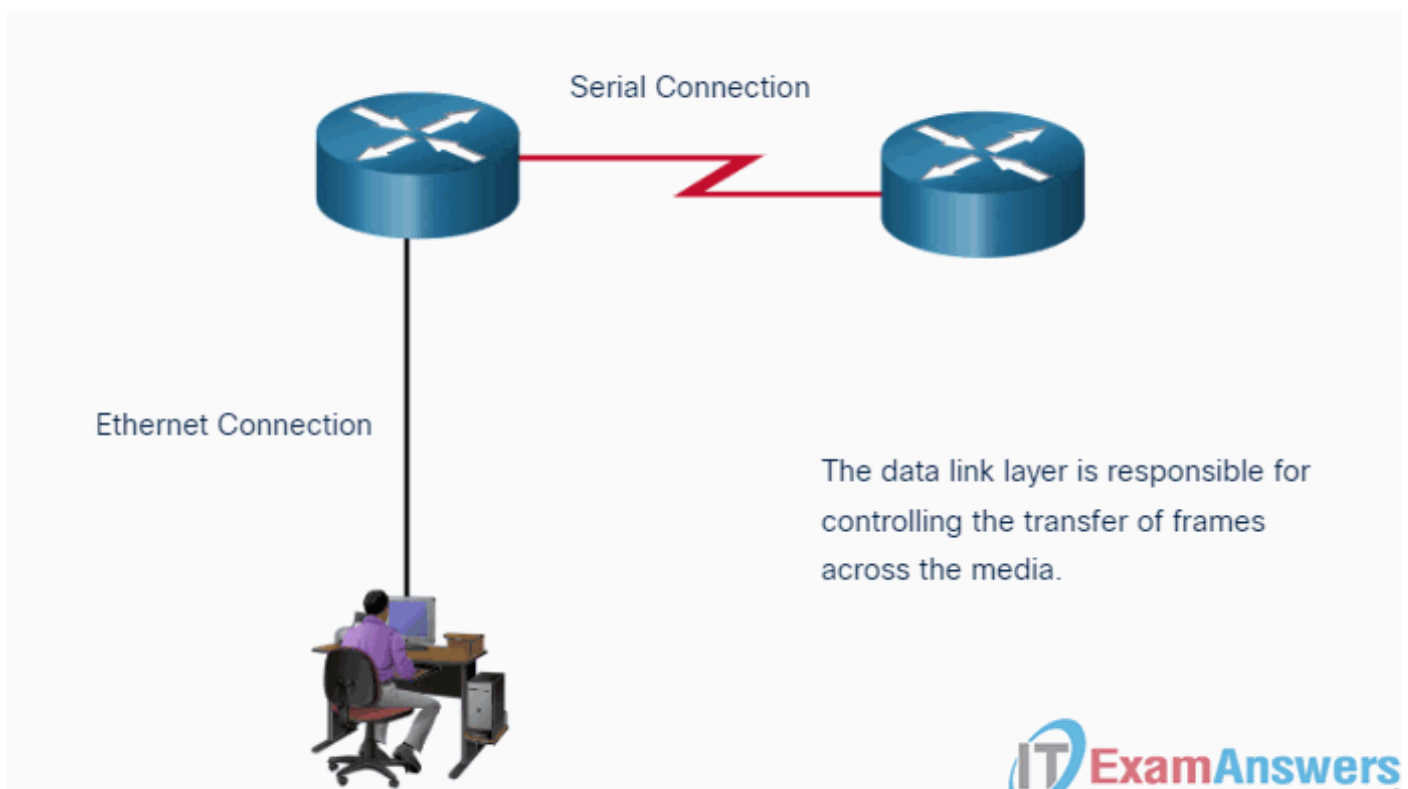 Serial Connection
Ethernet Connection
The data link layer is responsible for
controlling the transfer of frames
across the media.
ITExamAnswers